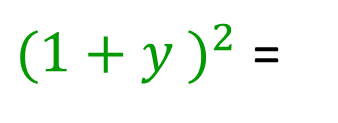 (1 + y )² =